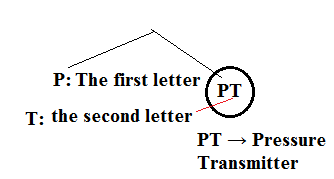 P: The first letter
PT
T: the second letter
PT → Pressure
Transmitter